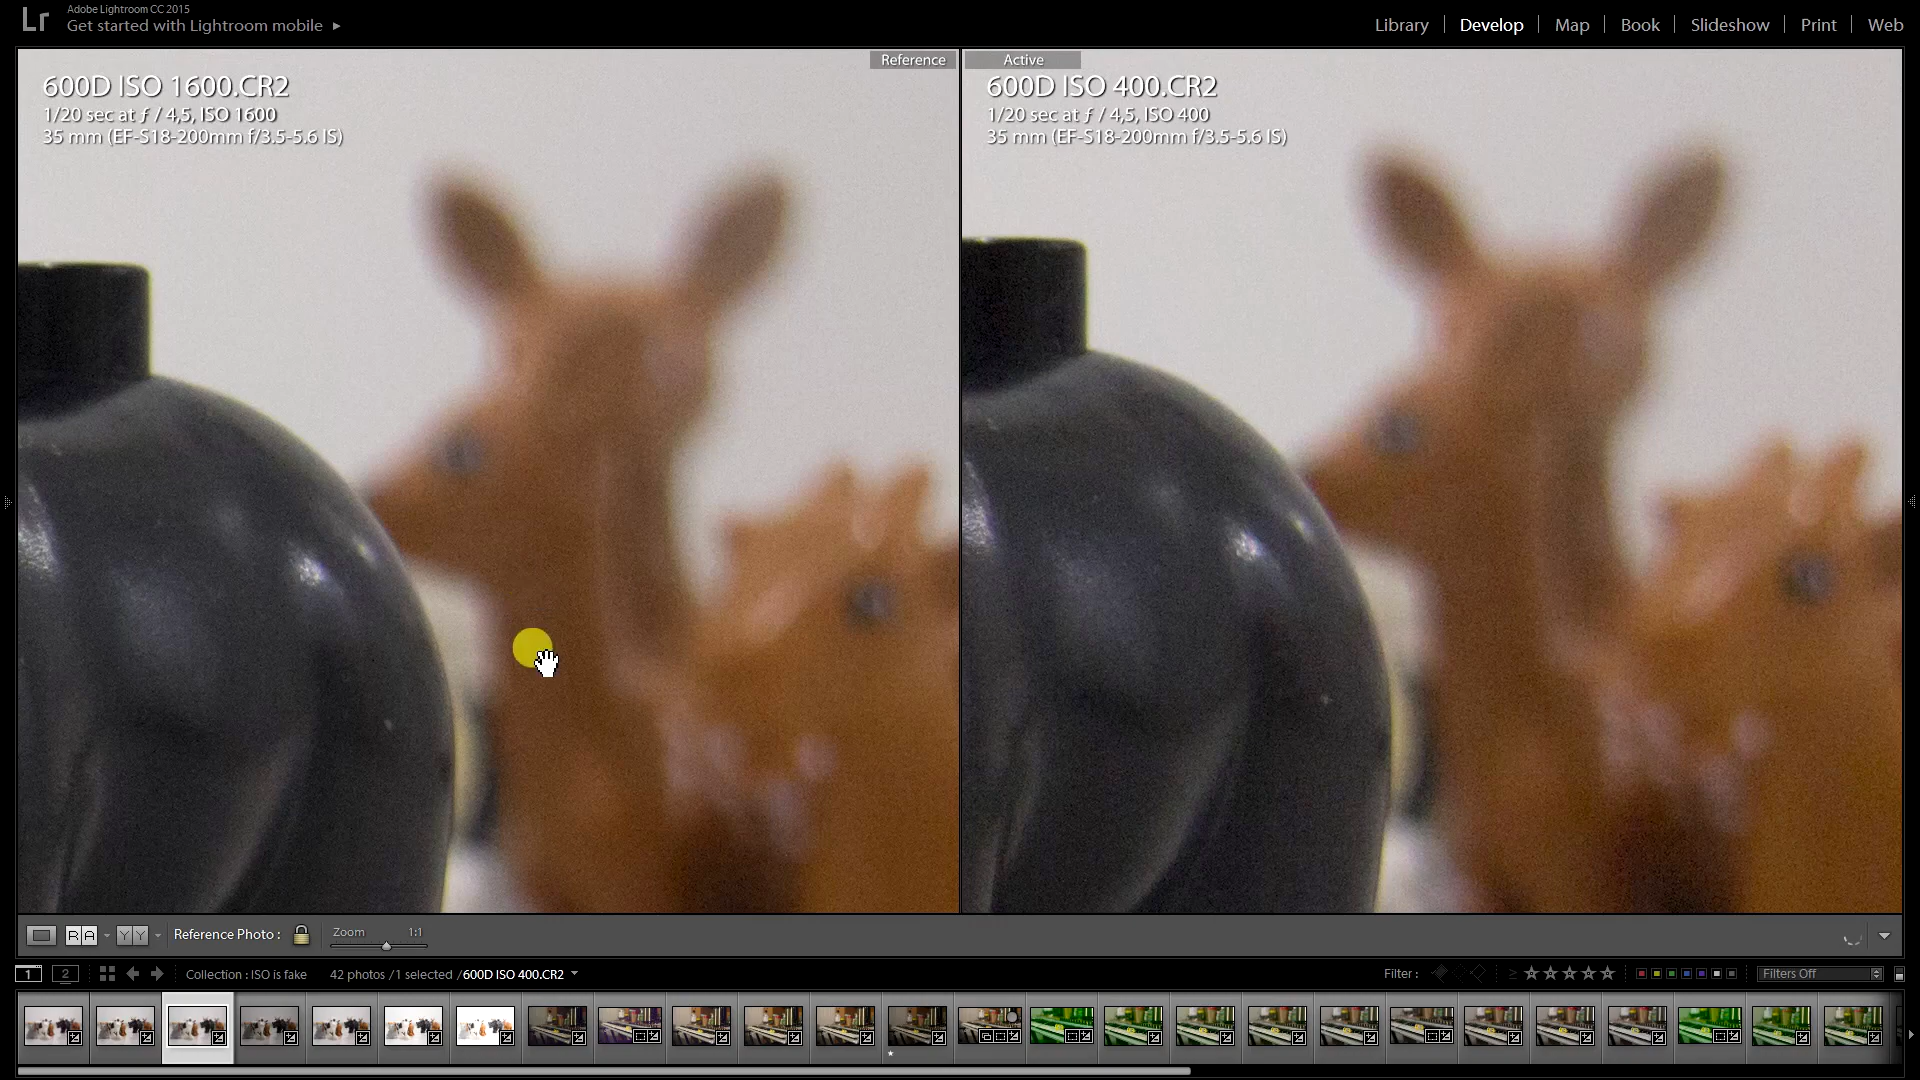 Lr
Adobe Lightroom CC 2015
Get started with Lightroom mobile
Library
Develop
Map
Book
Slideshow
Print
Web
Reference
600D ISO 1600.CR2
1/20 sec at ƒ / 4,5, ISO 1600
35 mm (EF-S18-200mm f/3.5-5.6 IS)
Active
600D ISO 400.CR2
1/20 sec at ƒ / 4,5, ISO 400
35 mm (EF-S18-200mm f/3.5-5.6 IS)
R A
Y Y
Reference Photo :
Zoom
1:1
1
2
Collection : ISO is fake
42 photos /1 selected /600D ISO 400.CR2
Filter :
≥
Filters Off